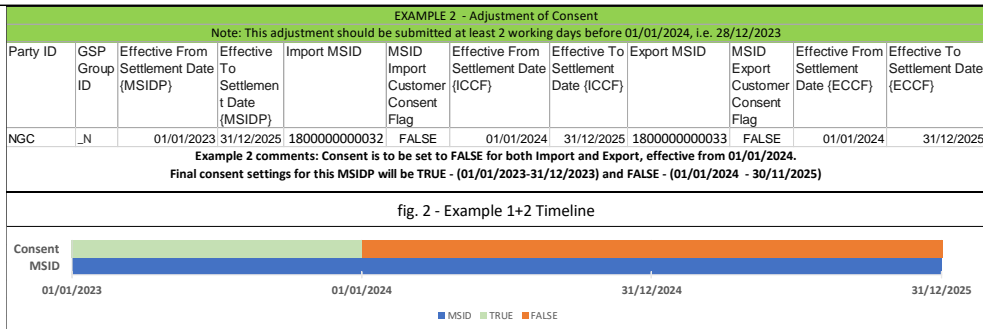 EXAMPLE 2 - Adjustment of Consent
Note: This adjustment should be submitted at least 2 working days before 01/01/2024, i.e. 28/12/2023
Party ID GSP Group ID Effective From Settlement Date {MSIDP} Effective To Settlemen t Date {MSIDP} Import MSID MSID Import Customer Consent Flag Effective From Settlement Date {ICCF} Effective To Settlement Date {ICCF} Export MSID MSID Export Customer Consent Flag Effective From Settlement Date {ECCF} Effective To Settlement Date {ECCF}
NGC _N 01/01/2023 31/12/2025 1800000000032 FALSE 01/01/2024 31/12/2025 1800000000033 FALSE 01/01/2024 31/12/2025
Example 2 comments: Consent is to be set to FALSE for both Import and Export, effective from 01/01/2024.
Final consent settings for this MSIDP will be TRUE - (01/01/2023-31/12/2023) and FALSE - (01/01/2024 - 30/11/2025)
fig. 2 - Example 1+2 Timeline
Consent
MSID
01/01/2023 01/01/2024 31/12/2024 31/12/2025
MSID TRUE FALSE